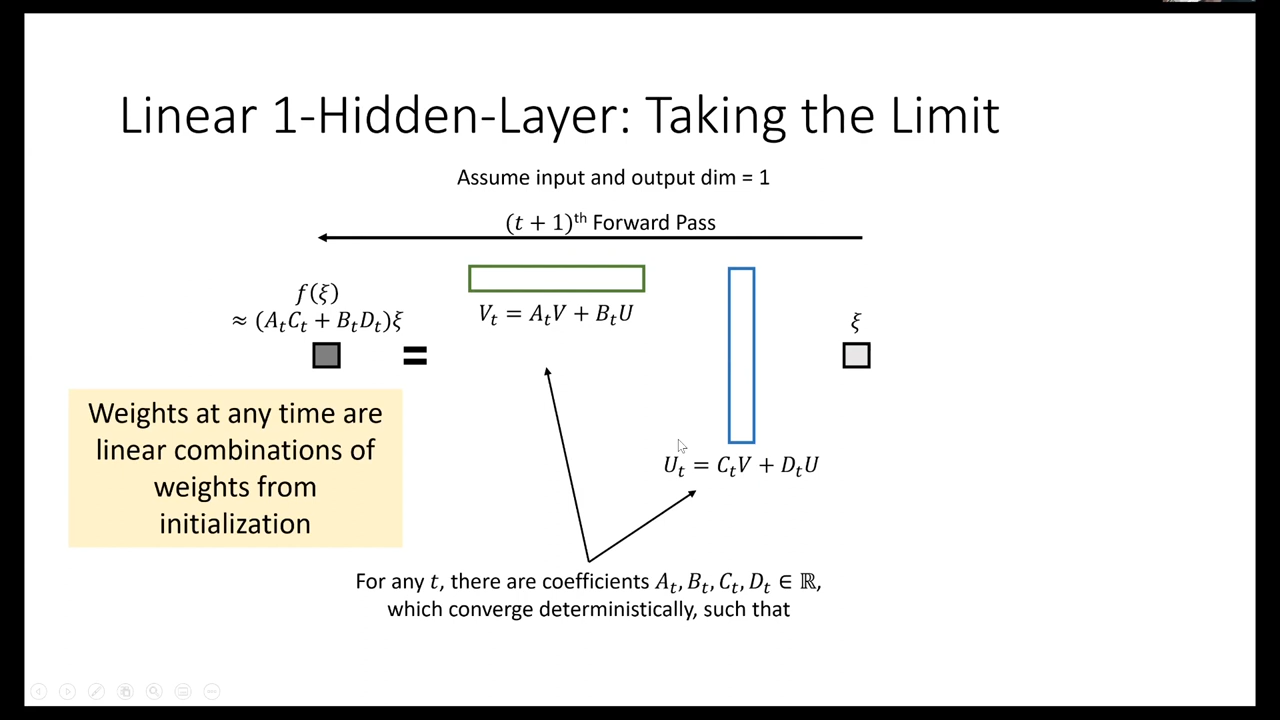 Linear 1-Hidden-Layer: Taking the Limit
Assume input and output dim = 1
(t + 1)ᵗʰ Forward Pass
f(ξ)
≈ (AₜCₜ + BₜDₜ)ξ
=
Vₜ = AₜV + BₜU
ξ
Weights at any time are
linear combinations of
weights from
initialization
Uₜ = CₜV + DₜU
For any t, there are coefficients Aₜ, Bₜ, Cₜ, Dₜ ∈ ℝ,
which converge deterministically, such that